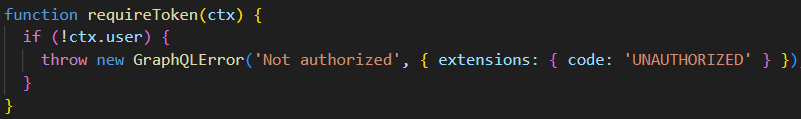 function requireToken(ctx) {
  if (!ctx.user) {
    throw new GraphQLError('Not authorized', { extensions: { code: 'UNAUTHORIZED' } })
  }
}